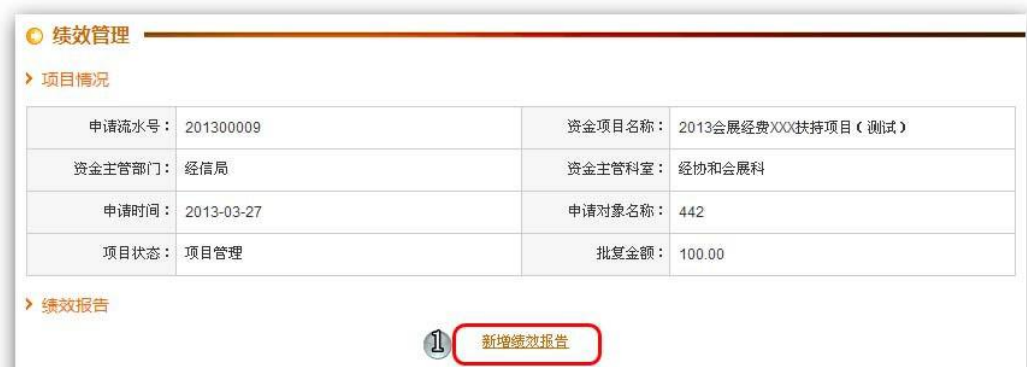 绩效管理
项目情况
申请流水号： 201300009 资金项目名称： 2013会展经费XXX扶持项目（测试）
资金主管部门： 经信局 资金主管科室： 经协和会展科
申请时间： 2013-03-27 申请对象名称： 442
项目状态： 项目管理 批复金额： 100.00
绩效报告
1 新增绩效报告